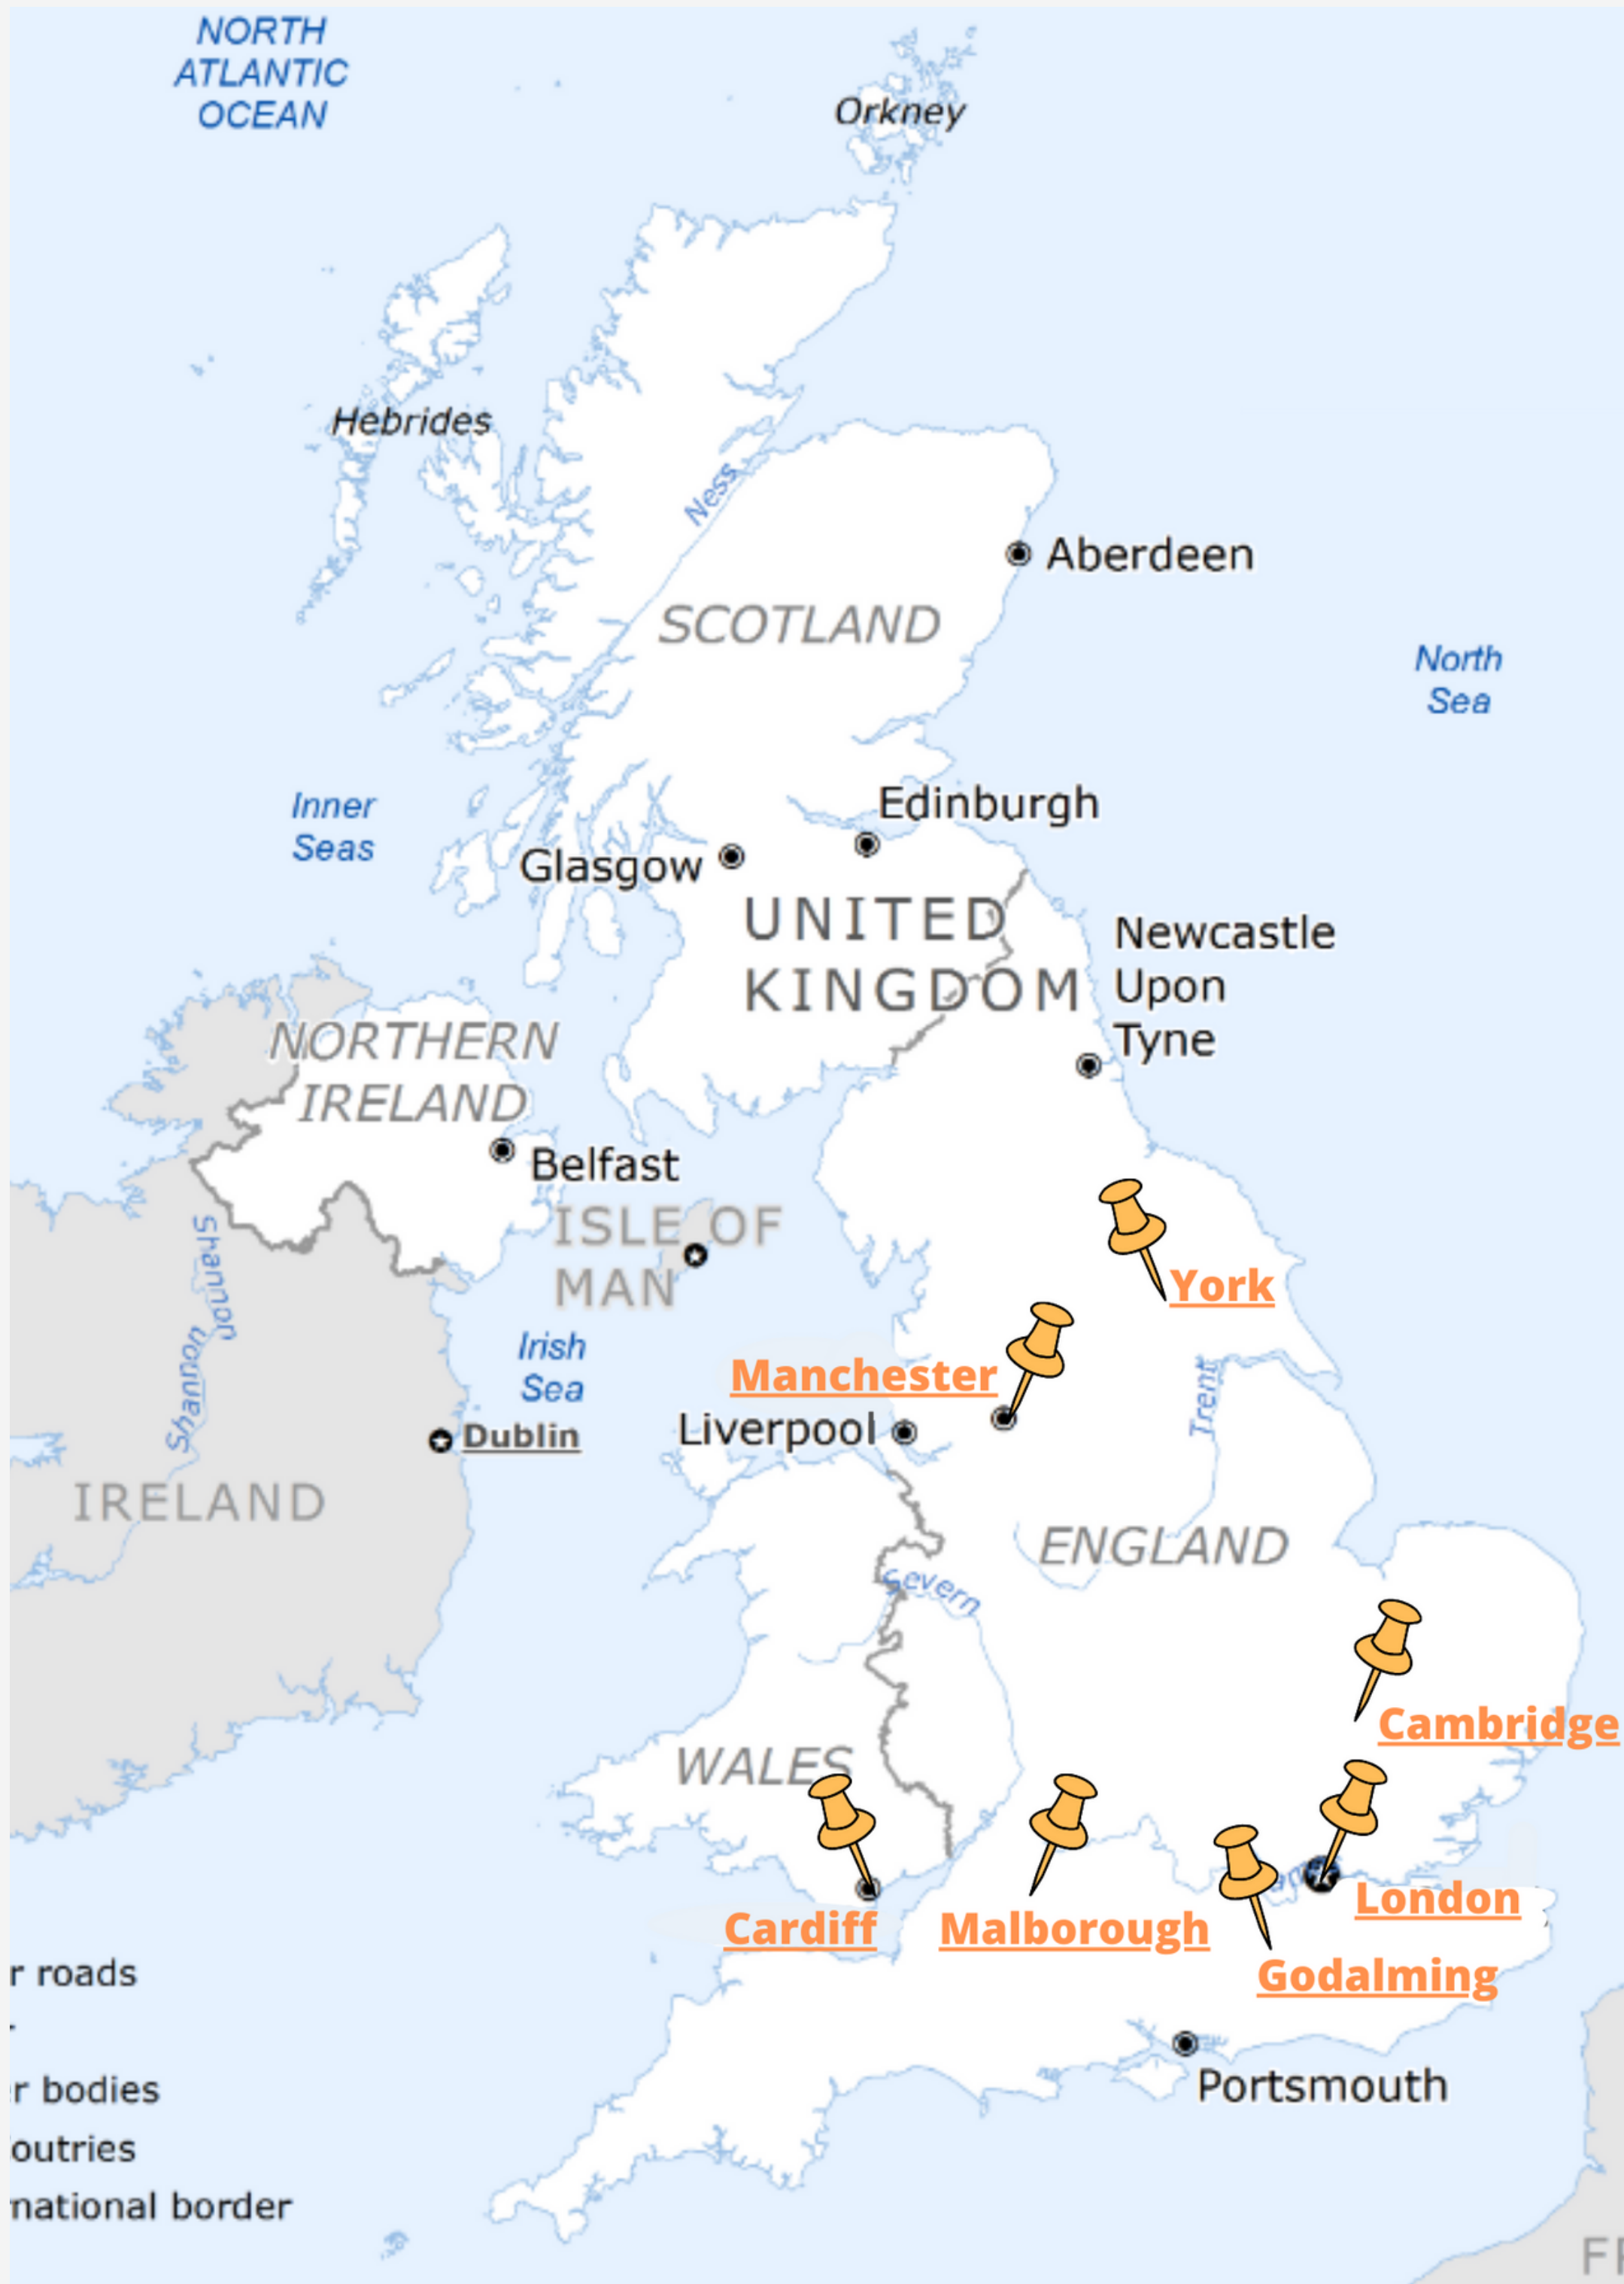 NORTH
ATLANTIC
OCEAN
Orkney
Hebrides
Ness
Aberdeen
SCOTLAND
North
Sea
Inner
Seas
Edinburgh
Glasgow
UNITED
KINGDOM
Newcastle
Upon
Tyne
NORTHERN
IRELAND
Belfast
ISLE OF
MAN
Shannon
York
Irish
Sea
Manchester
Shannon
Trent
Liverpool
Dublin
IRELAND
ENGLAND
Severn
Cambridge
WALES
London
Cardiff
Malborough
Godalming
r roads
Portsmouth
r bodies
outries
national border